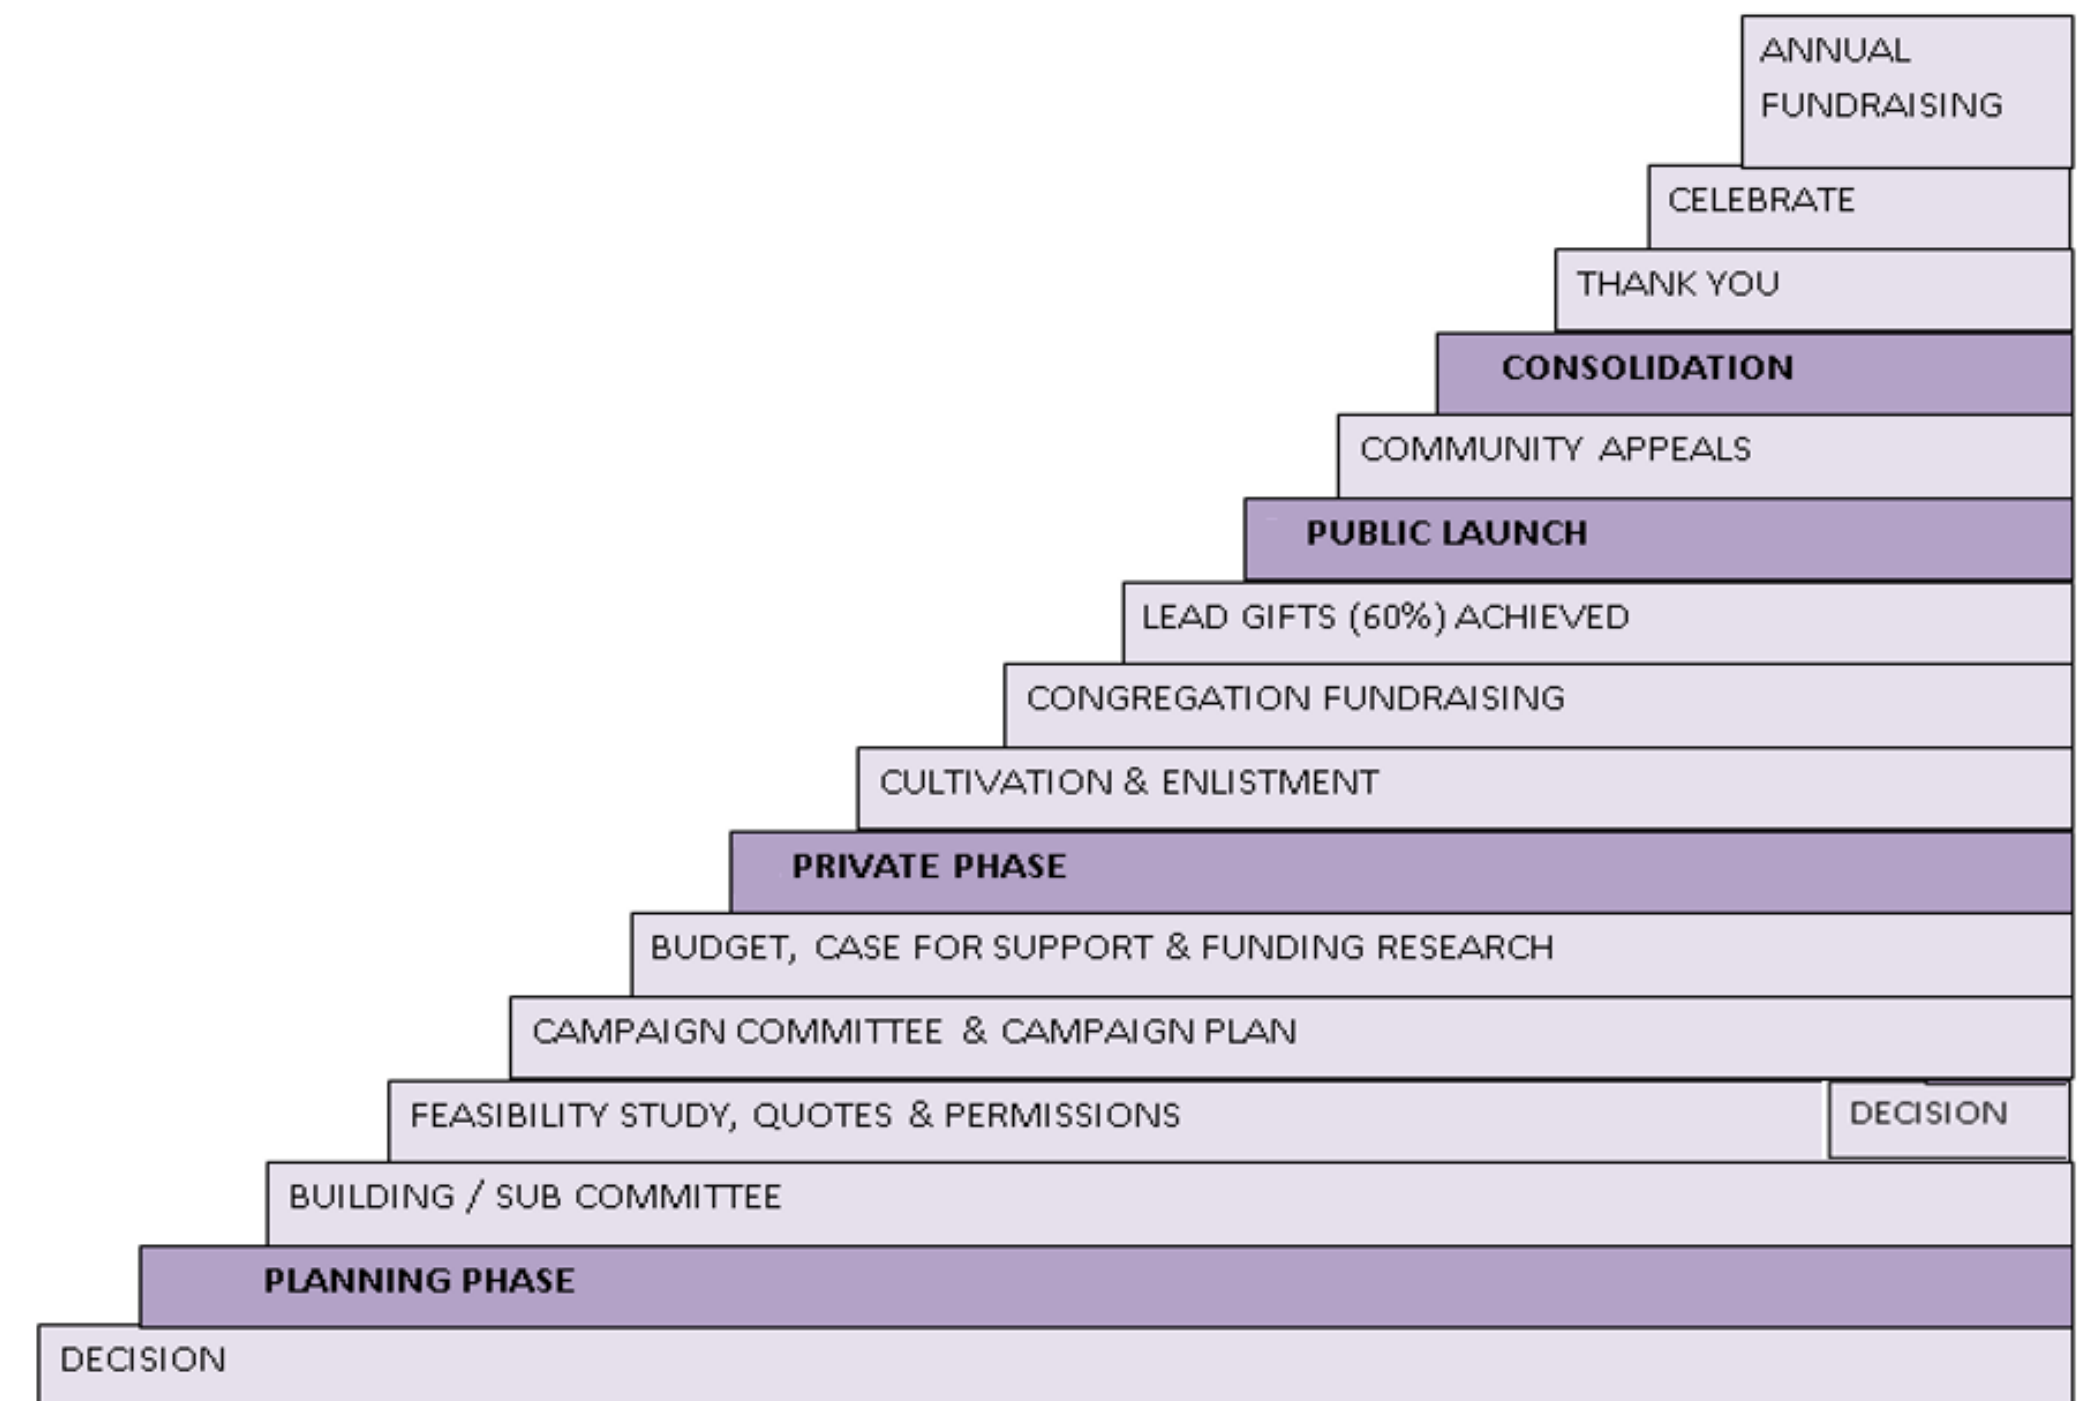 ANNUAL
FUNDRAISING
CELEBRATE
THANK YOU
CONSOLIDATION
COMMUNITY APPEALS
PUBLIC LAUNCH
LEAD GIFTS (60%) ACHIEVED
CONGREGATION FUNDRAISING
CULTIVATION & ENLISTMENT
PRIVATE PHASE
BUDGET, CASE FOR SUPPORT & FUNDING RESEARCH
CAMPAIGN COMMITTEE & CAMPAIGN PLAN
FEASIBILITY STUDY, QUOTES & PERMISSIONS
DECISION
BUILDING / SUB COMMITTEE
PLANNING PHASE
DECISION